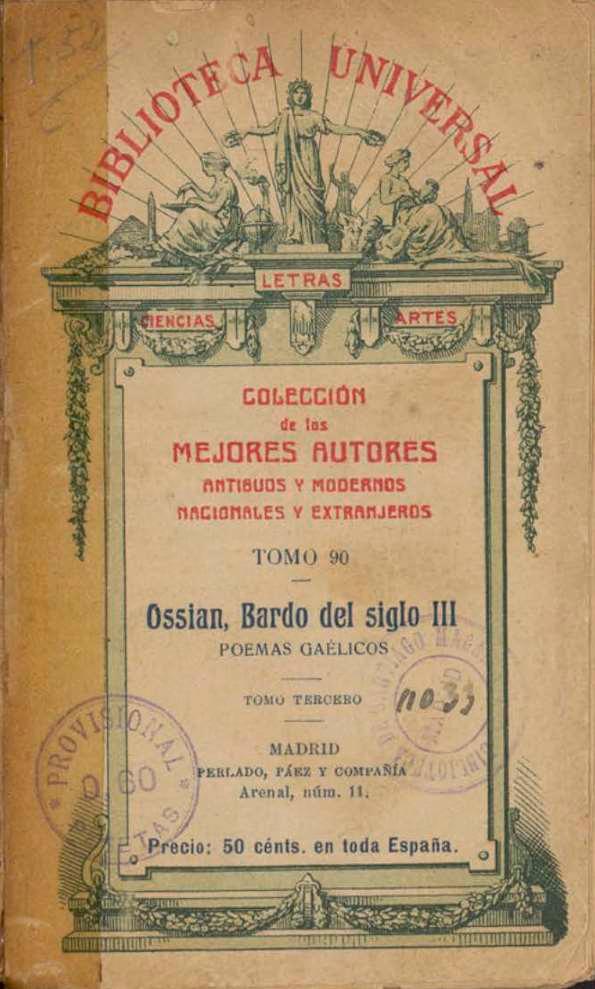 BIBLIOTECA UNIVERSAL
LETRAS
CIENCIAS
ARTES
COLECCIÓN
de los
MEJORES AUTORES
ANTIGUOS Y MODERNOS
NACIONALES Y EXTRANJEROS
TOMO 90
Ossian, Bardo del siglo III
POEMAS GAÉLICOS
TOMO TERCERO
no 33
MADRID
PERLADO, PÁEZ Y COMPAÑÍA
Arenal, núm. 11.
PROVISIONAL
0,60
Precio: 50 cénts. en toda España.